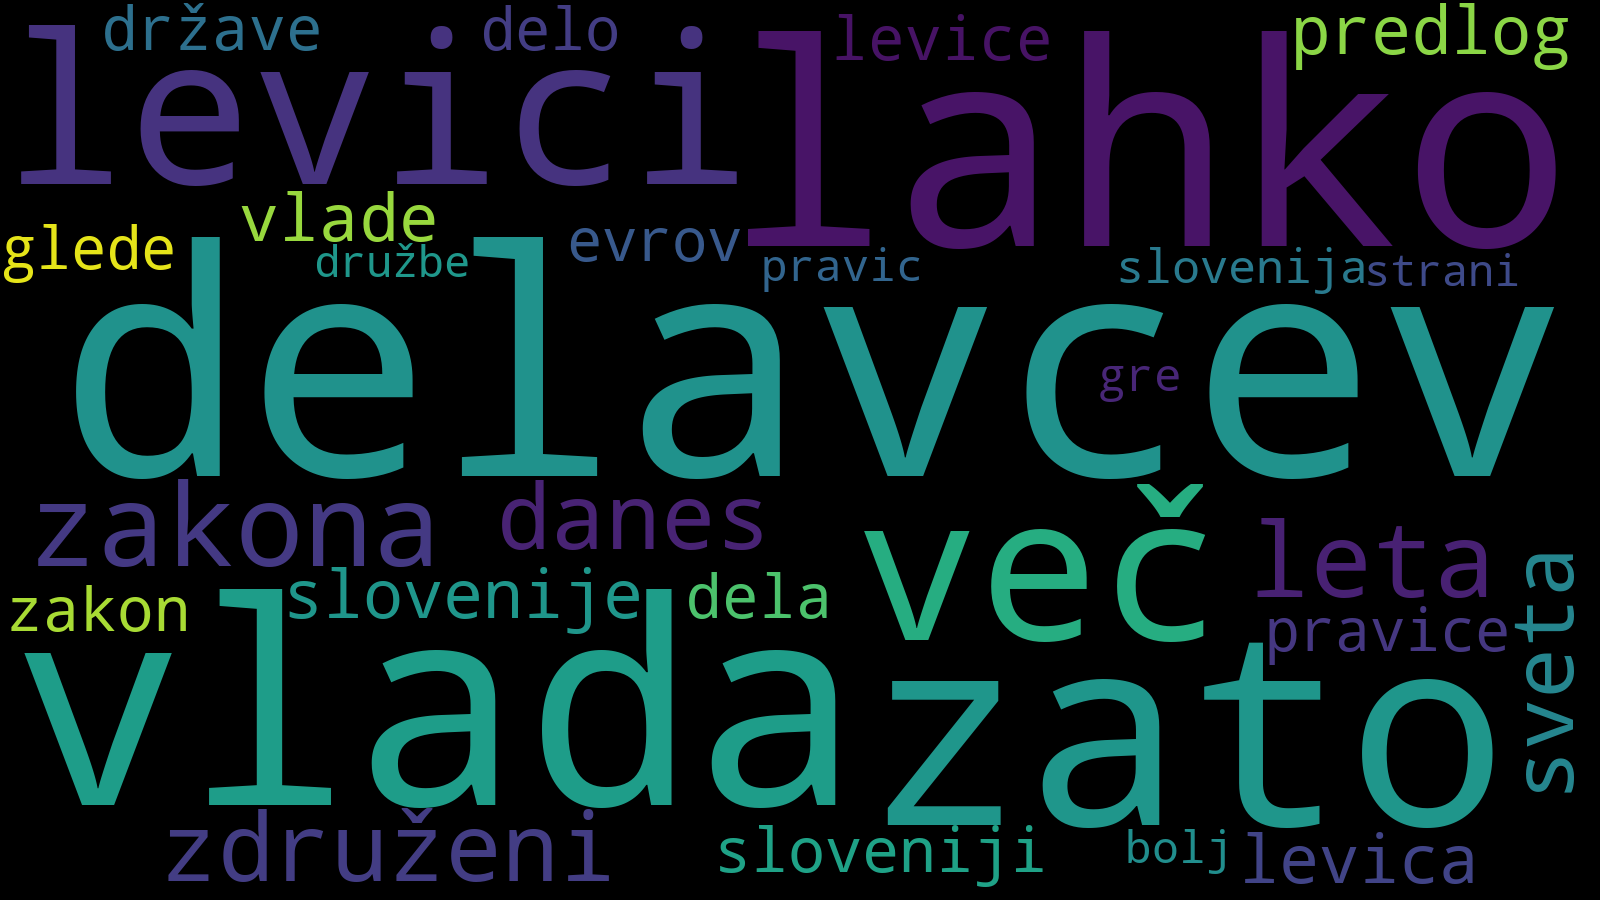 države
delo
levice
predlog
levici
lahko
vlade
glede
družbe
evrov
pravic
slovenija
strani
delavcev
gre
zakona
danes
več
leta
sveta
zakon
slovenije
dela
pravice
vlada
zato
združeni
sloveniji
bolj
levica